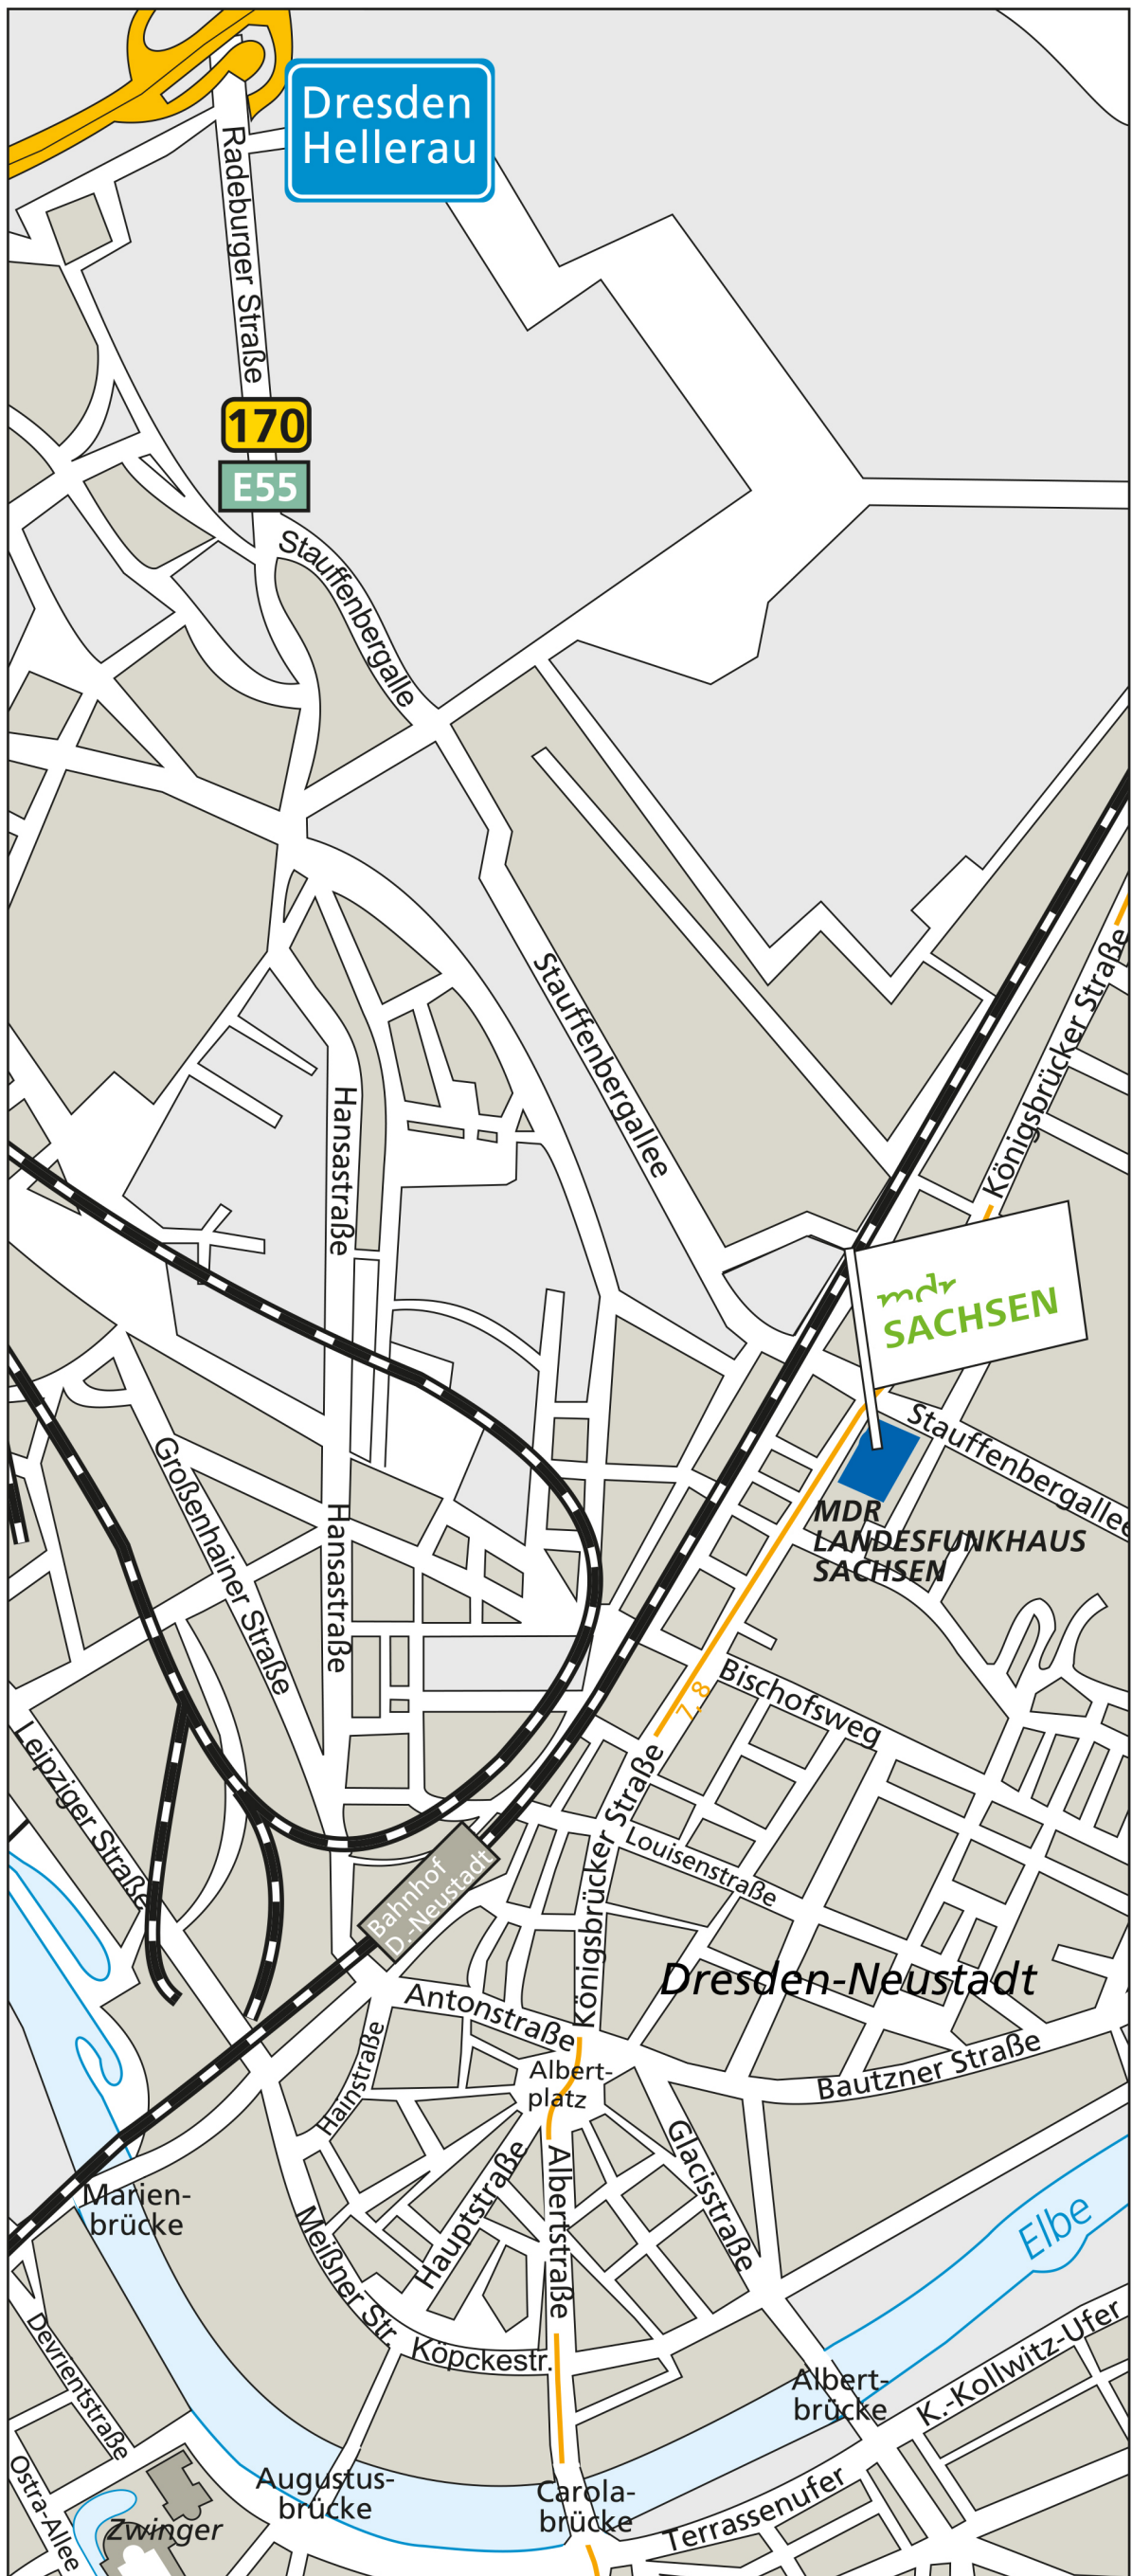 Dresden
Hellerau
Radeburger Straße
170
E55
Stauffenbergalle
Stauffenbergallee
Königsbrücker Straße
Hansastraße
mdr
SACHSEN
Stauffenbergallee
MDR
LANDESFUNKHAUS
SACHSEN
Großenhainer Straße
Hansastraße
Bischofsweg
7, 8
Leipziger Straße
Königsbrücker Straße
Louisenstraße
Bahnhof
D.-Neustadt
Dresden-Neustadt
Antonstraße
Hainstraße
Albert-
platz
Bautzner Straße
Glacisstraße
Hauptstraße
Albertstraße
Marien-
brücke
Elbe
Meißner Str.
Köpckestr.
Devrientstraße
Albert-
brücke
K.-Kollwitz-Ufer
Ostra-Allee
Augustus-
brücke
Carola-
brücke
Terrassenufer
Zwinger